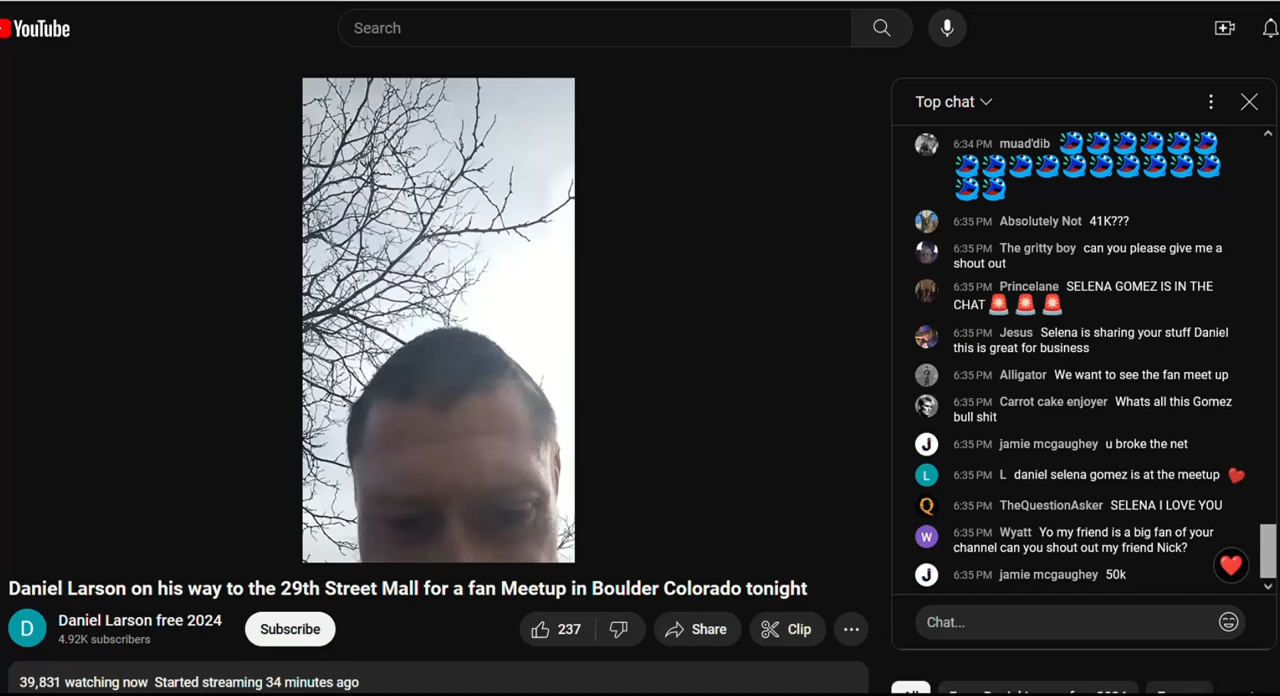 YouTube
Search
Top chat
6:34 PM muad'dib
6:35 PM Absolutely Not 41K???
6:35 PM The gritty boy can you please give me a
shout out
6:35 PM Princelane SELENA GOMEZ IS IN THE
CHAT
6:35 PM Jesus Selena is sharing your stuff Daniel
this is great for business
6:35 PM Alligator We want to see the fan meet up
6:35 PM Carrot cake enjoyer Whats all this Gomez
bull shit
J 6:35 PM jamie mcgaughey u broke the net
L 6:35 PM L daniel selena gomez is at the meetup
Q 6:35 PM TheQuestionAsker SELENA I LOVE YOU
W 6:35 PM Wyatt Yo my friend is a big fan of your
channel can you shout out my friend Nick?
J 6:35 PM jamie mcgaughey 50k
Chat...
Daniel Larson on his way to the 29th Street Mall for a fan Meetup in Boulder Colorado tonight
D
Daniel Larson free 2024
4.92K subscribers
Subscribe
237
Share
Clip
39,831 watching now Started streaming 34 minutes ago